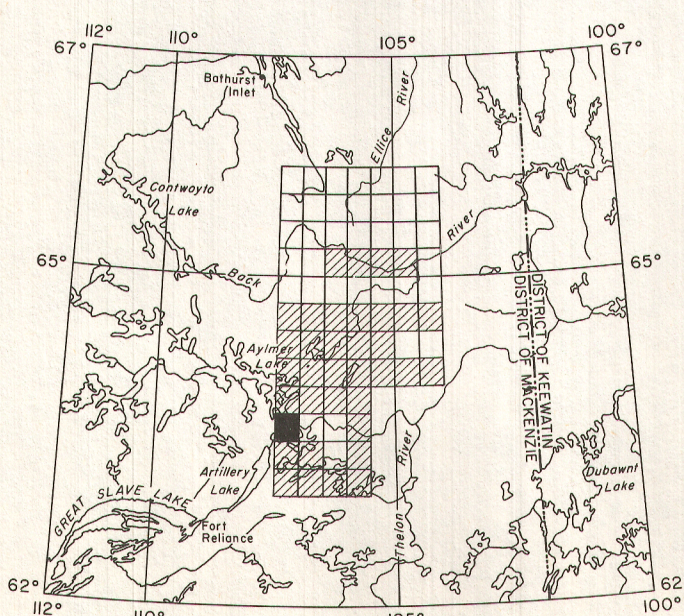 112°
110°
105°
100°
67°
67°
Bathurst
Inlet
Ellice
River
Contwoyto
Lake
River
65°
65°
Back
DISTRICT OF KEEWATIN
DISTRICT OF MACKENZIE
Aylmer
Lake
River
Artillery
Lake
Dubawnt
Lake
GREAT SLAVE LAKE
Fort
Reliance
Thelon
62°
62
112°
100°